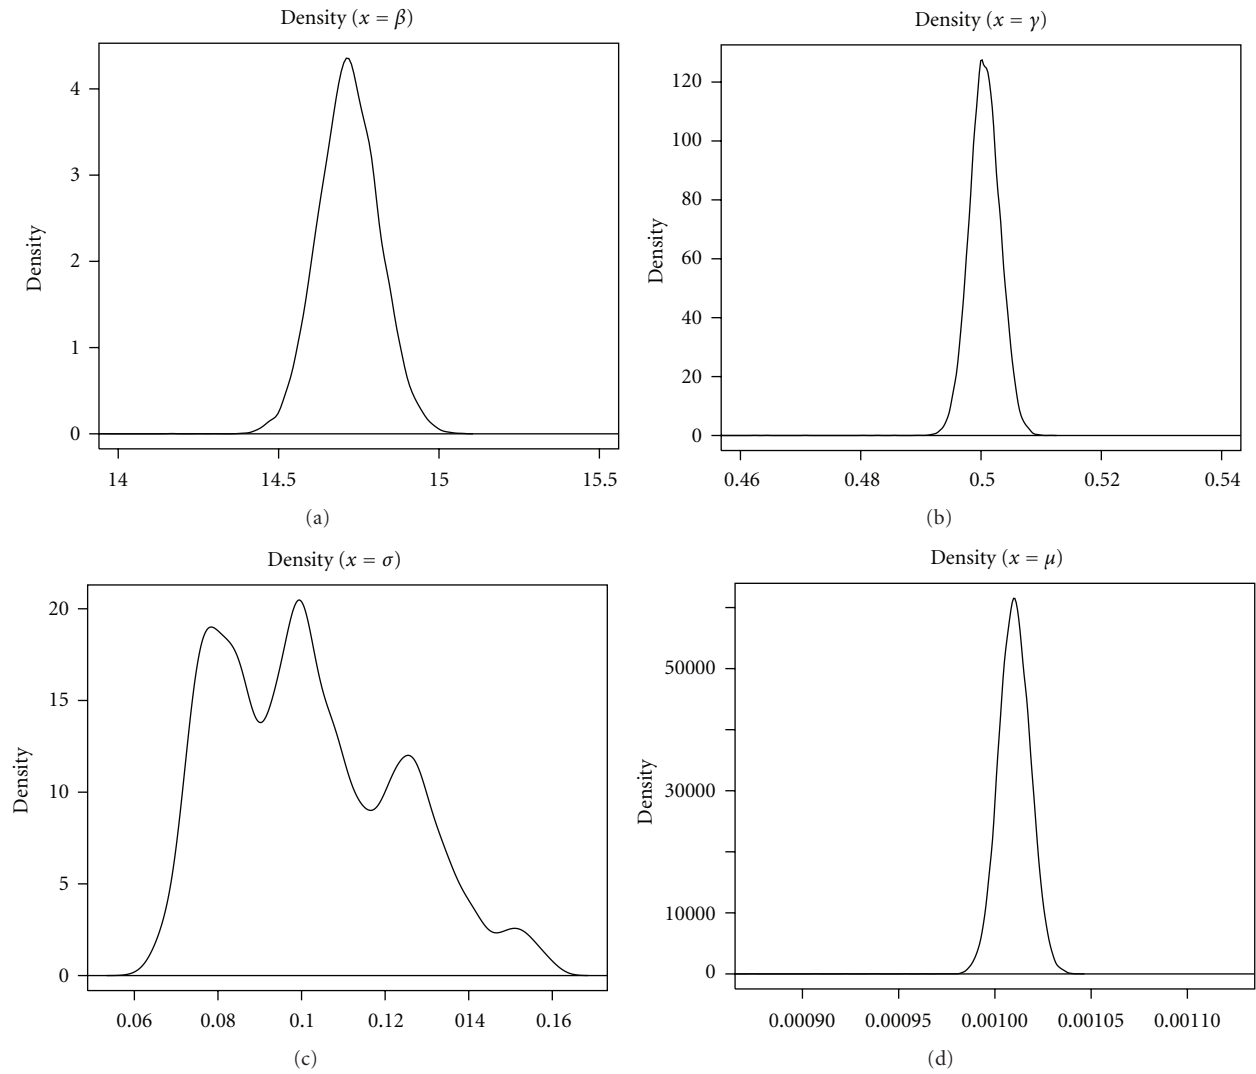 Density (x = β)
4
3
2
1
0
Density
14 14.5 15 15.5
(a)
Density (x = γ)
120
100
80
60
40
20
0
Density
0.46 0.48 0.5 0.52 0.54
(b)
Density (x = σ)
20
15
10
5
0
Density
0.06 0.08 0.1 0.12 014 0.16
(c)
Density (x = μ)
50000
30000
10000
0
Density
0.00090 0.00095 0.00100 0.00105 0.00110
(d)